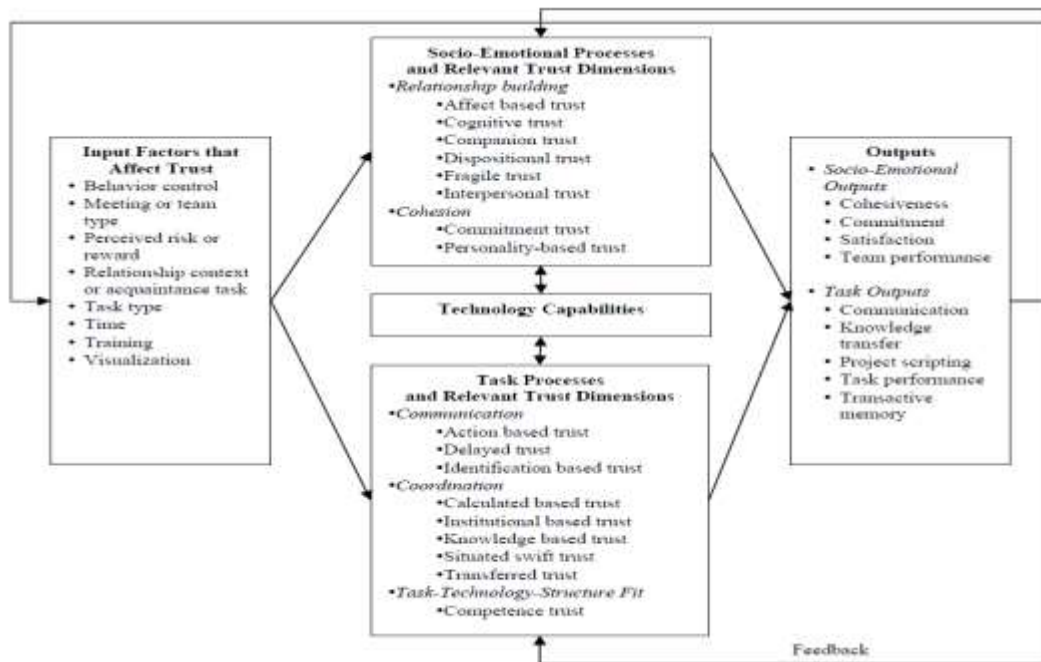 Input Factors that
Affect Trust
• Behavior control
• Meeting or team
type
• Perceived risk or
reward
• Relationship context
or acquaintance task
• Task type
• Time
• Training
• Visualization
Socio-Emotional Processes
and Relevant Trust Dimensions
•Relationship building
•Affect based trust
•Cognitive trust
•Companion trust
•Dispositional trust
•Fragile trust
•Interpersonal trust
•Cohesion
•Commitment trust
•Personality-based trust
Technology Capabilities
Task Processes
and Relevant Trust Dimensions
•Communication
•Action based trust
•Delayed trust
•Identification based trust
•Coordination
•Calculated based trust
•Institutional based trust
•Knowledge based trust
•Situated swift trust
•Transferred trust
•Task-Technology-Structure Fit
•Competence trust
Outputs
• Socio-Emotional
Outputs
• Cohesiveness
• Commitment
• Satisfaction
• Team performance
• Task Outputs
• Communication
• Knowledge
transfer
• Project scripting
• Task performance
• Transactive
memory
Feedback